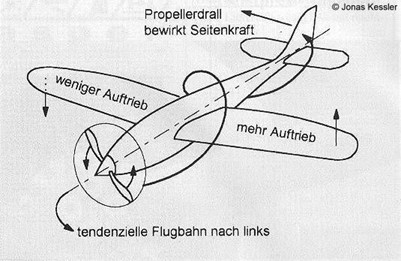 © Jonas Kessler
Propellerdrall
bewirkt Seitenkraft
weniger Auftrieb
mehr Auftrieb
tendenzielle Flugbahn nach links